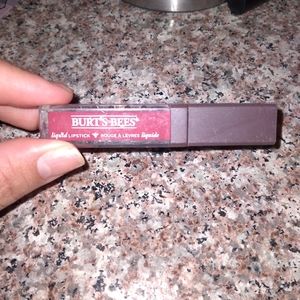 BURT'S BEES®
liquid LIPSTICK ROUGE À LÈVRES liquide